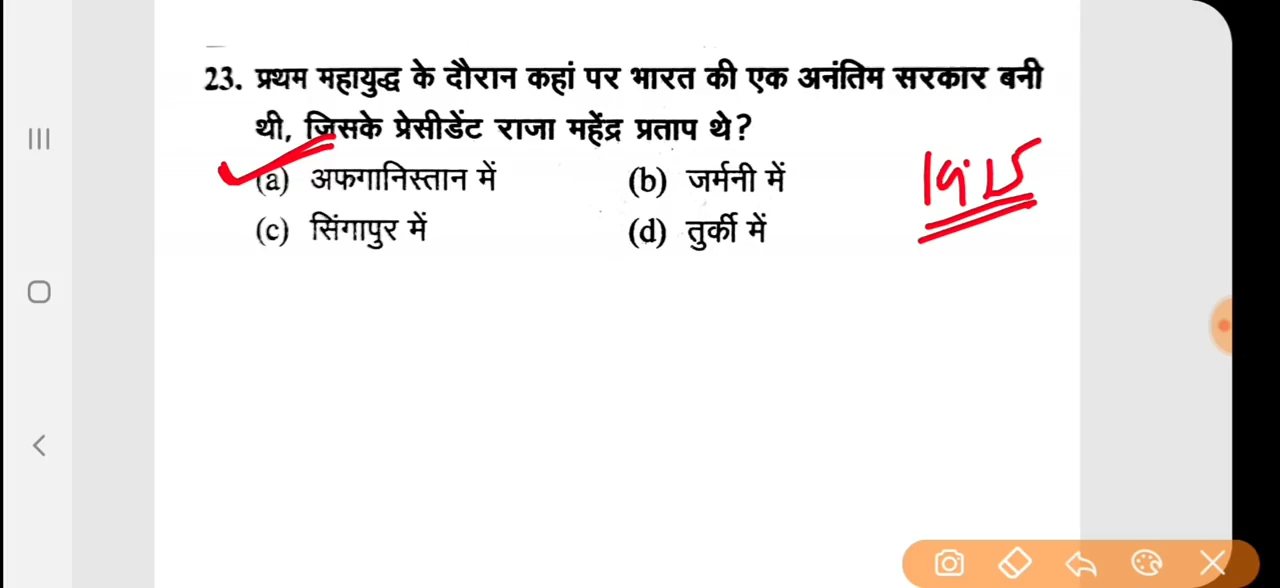 23. प्रथम महायुद्ध के दौरान कहां पर भारत की एक अनंतिम सरकार बनी
थी, जिसके प्रेसीडेंट राजा महेंद्र प्रताप थे?
(a) अफगानिस्तान में (b) जर्मनी में
1915
(c) सिंगापुर में (d) तुर्की में